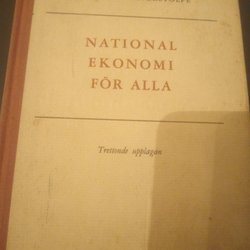 NATIONAL
EKONOMI
FÖR ALLA
Trettonde upplagan